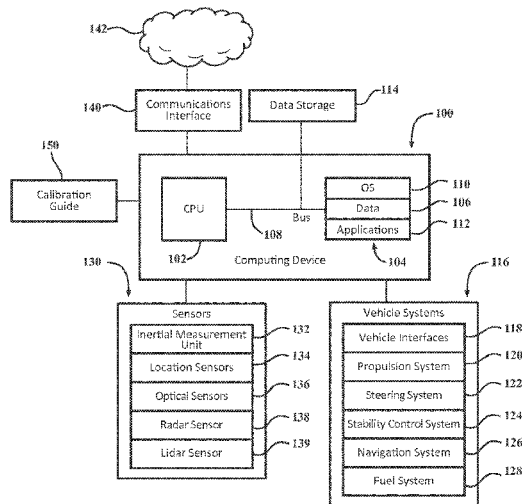 142
140
Communications
Interface
Data Storage
114
100
150
Calibration
Guide
CPU
108
Bus
OS
Data
Applications
110
106
112
102
Computing Device
104
130
116
Sensors
Inertial Measurement
Unit
132
Location Sensors
134
Optical Sensors
136
Radar Sensor
138
Lidar Sensor
139
Vehicle Systems
Vehicle Interfaces
118
Propulsion System
120
Steering System
122
Stability Control System
124
Navigation System
126
Fuel System
128